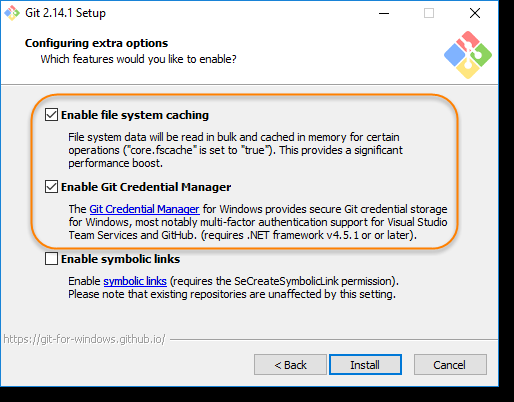 Git 2.14.1 Setup
Configuring extra options
Which features would you like to enable?
Enable file system caching
File system data will be read in bulk and cached in memory for certain
operations ("core.fscache" is set to "true"). This provides a significant
performance boost.
Enable Git Credential Manager
The Git Credential Manager for Windows provides secure Git credential storage
for Windows, most notably multi-factor authentication support for Visual Studio
Team Services and GitHub. (requires .NET framework v4.5.1 or or later).
Enable symbolic links
Enable symbolic links (requires the SeCreateSymbolicLink permission).
Please note that existing repositories are unaffected by this setting.
https://git-for-windows.github.io/
< Back
Install
Cancel